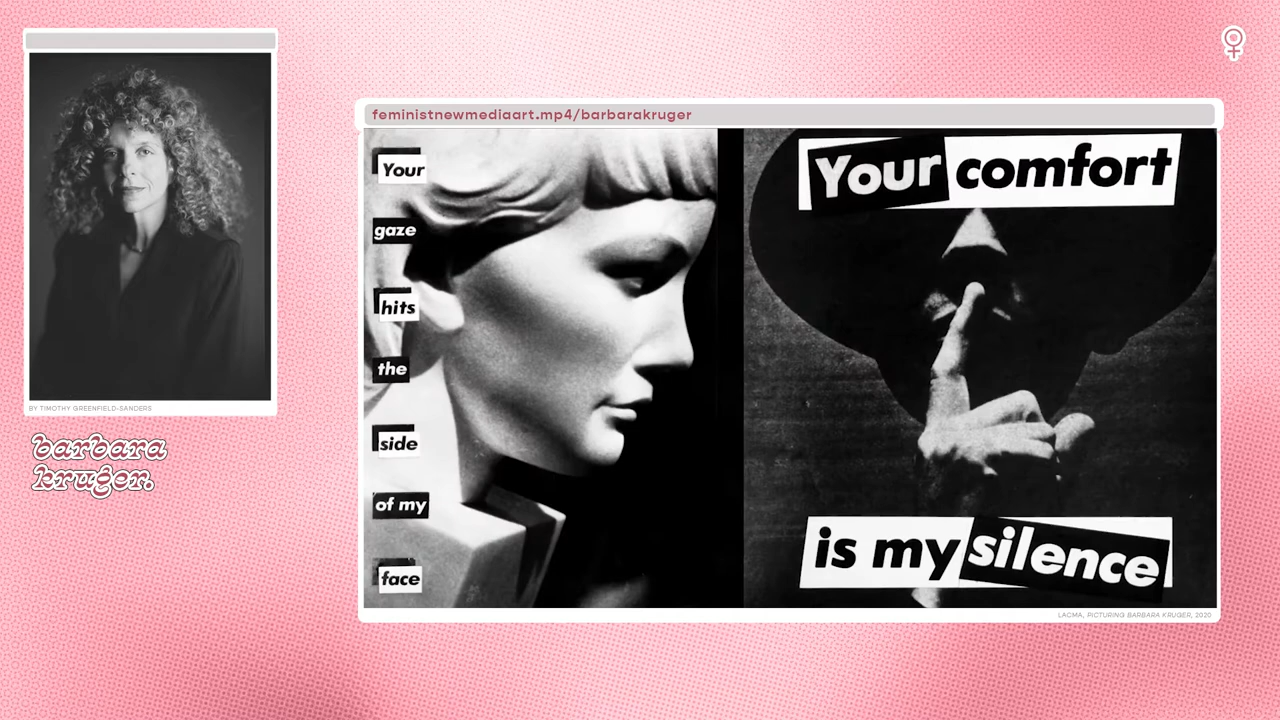 BY TIMOTHY GREENFIELD-SANDERS
barbara
kruger.
feministnewmediaart.mp4/barbarakruger
Your
gaze
hits
the
side
of my
face
Your comfort
is my silence
LACMA, PICTURING BARBARA KRUGER, 2020